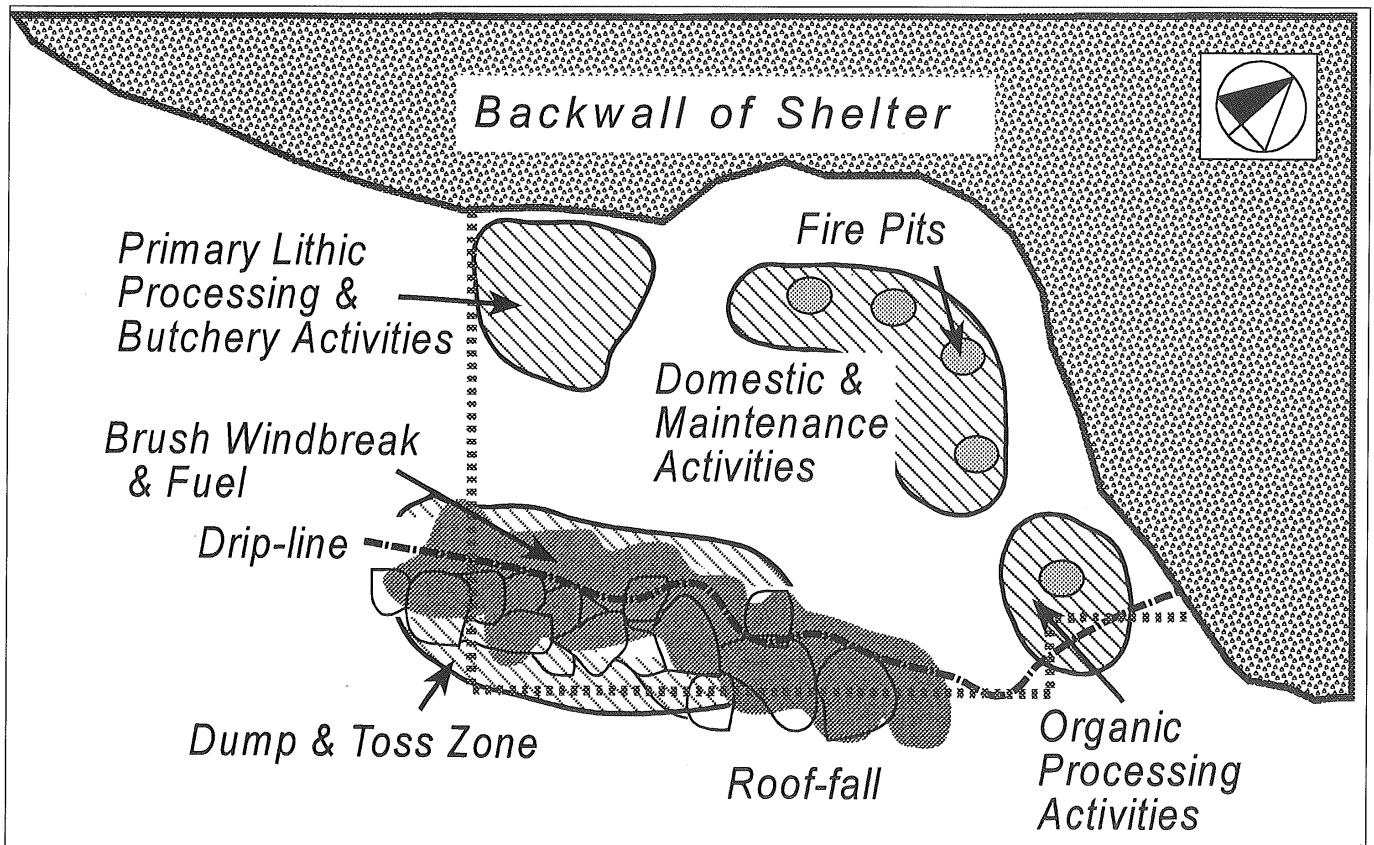 Backwall of Shelter
Fire Pits
Primary Lithic
Processing &
Butchery Activities
Domestic &
Maintenance
Activities
Brush Windbreak
& Fuel
Drip-line
Dump & Toss Zone
Roof-fall
Organic
Processing
Activities